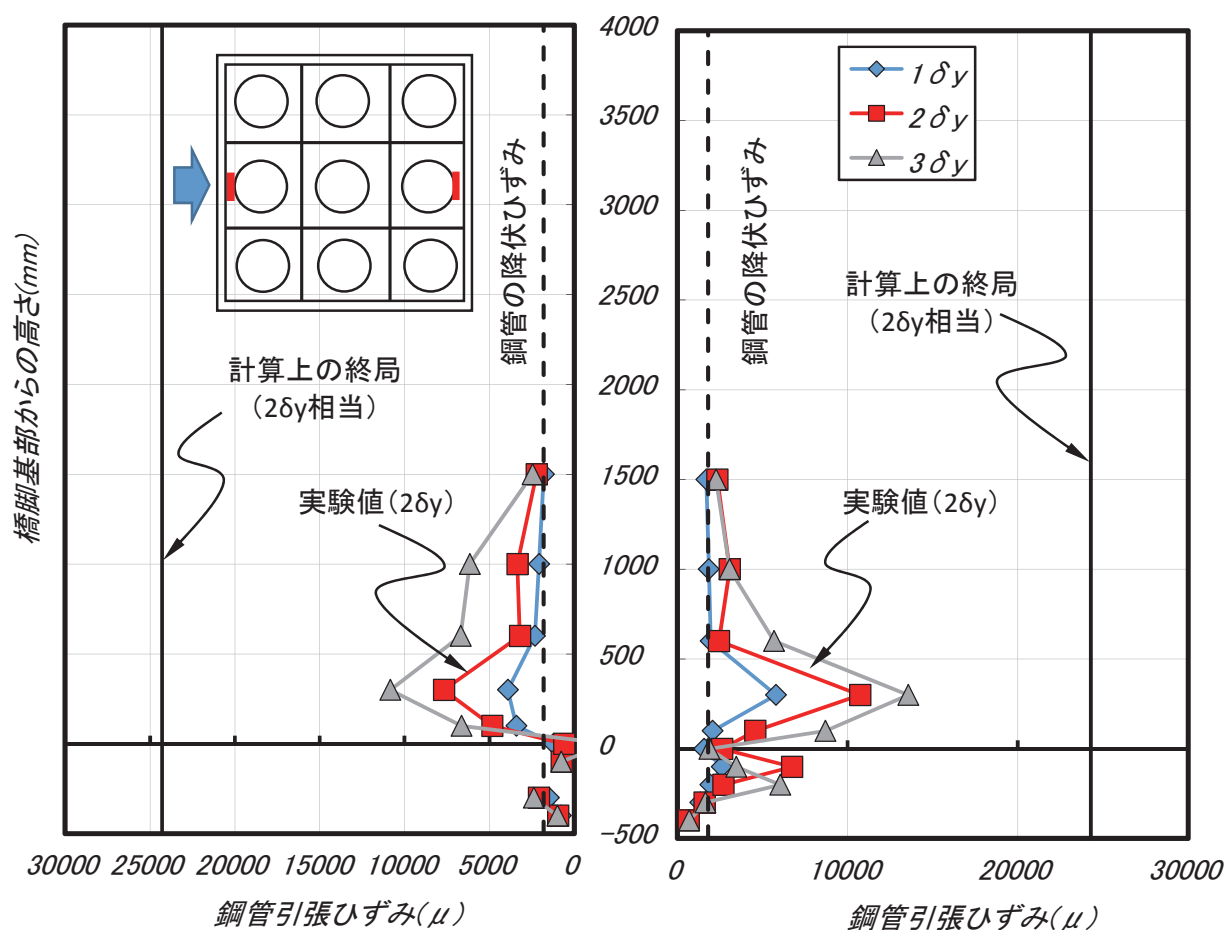 橋脚基部からの高さ(mm)
鋼管の降伏ひずみ
計算上の終局
(2δy相当)
実験値(2δy)
30000 25000 20000 15000 10000 5000 0
鋼管引張ひずみ(μ)
4000
3500
3000
2500
2000
1500
1000
500
0
-500
1δy
2δy
3δy
鋼管の降伏ひずみ
計算上の終局
(2δy相当)
実験値(2δy)
0 10000 20000 30000
鋼管引張ひずみ(μ)